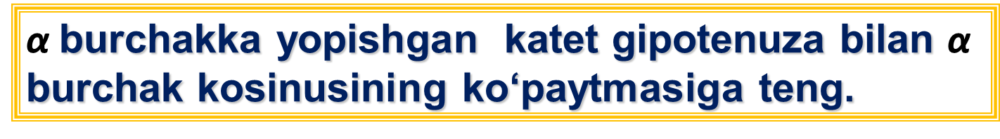 α burchakka yopishgan katet gipotenuza bilan α
burchak kosinusining ko‘paytmasiga teng.